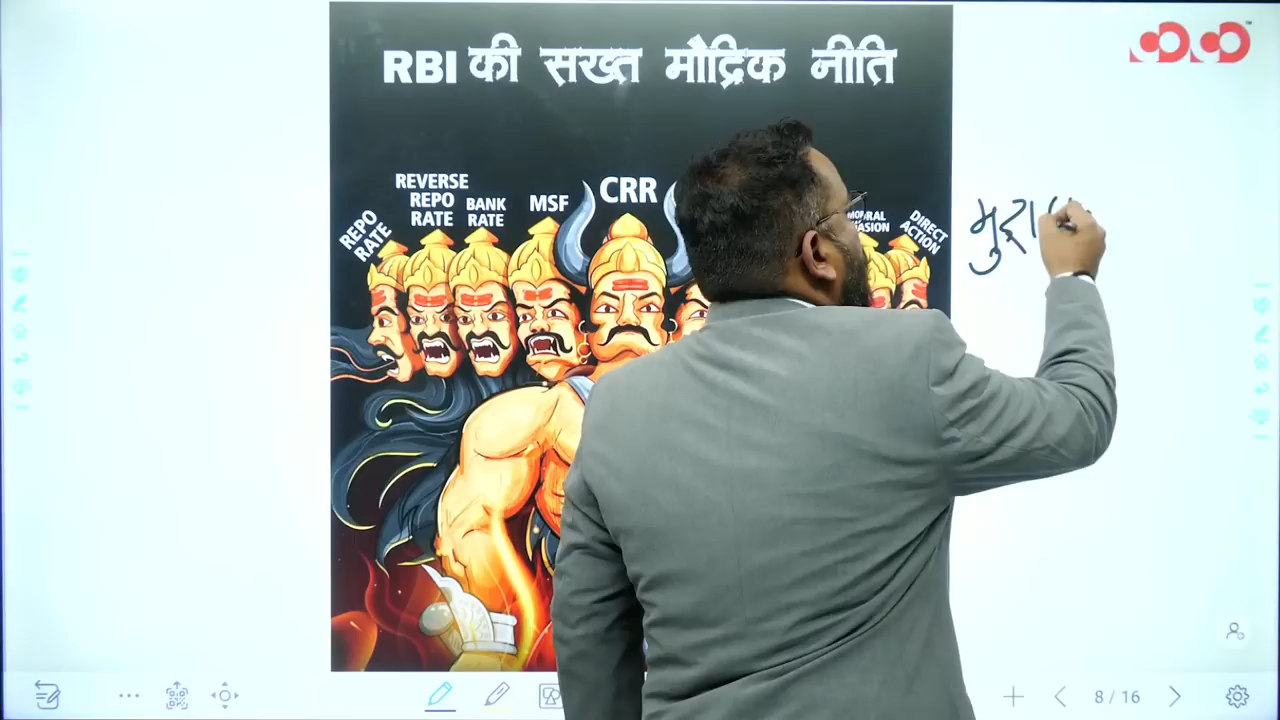 RBI की सख्त मौद्रिक नीति
REPO
RATE
REVERSE
REPO
RATE
BANK
RATE
MSF
CRR
DIRECT
ACTION
मुद्रा
8 / 16